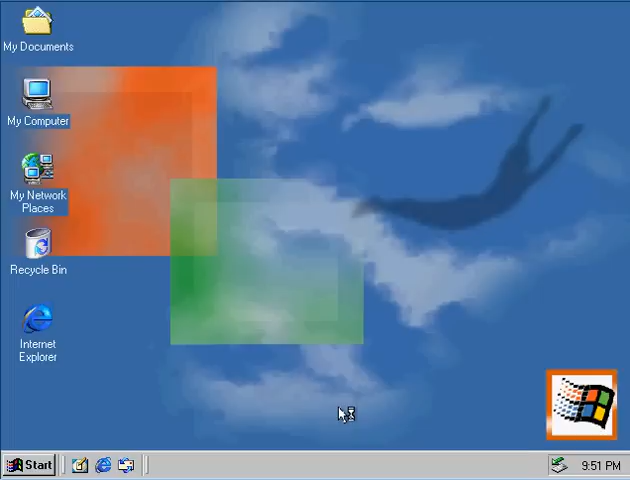 My Documents
My Computer
My Network
Places
Recycle Bin
Internet
Explorer
Start
9:51 PM